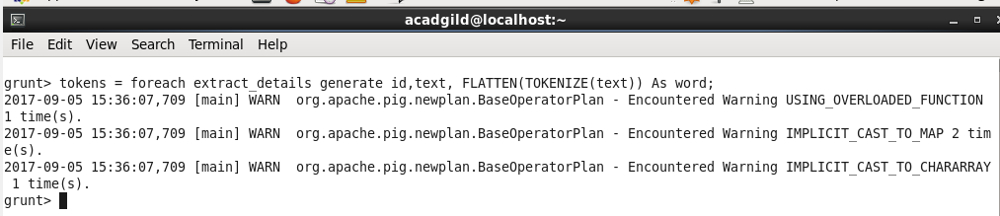 acadgild@localhost:~
File Edit View Search Terminal Help
grunt> tokens = foreach extract_details generate id,text, FLATTEN(TOKENIZE(text)) As word;
2017-09-05 15:36:07,709 [main] WARN  org.apache.pig.newplan.BaseOperatorPlan - Encountered Warning USING_OVERLOADED_FUNCTION
1 time(s).
2017-09-05 15:36:07,709 [main] WARN  org.apache.pig.newplan.BaseOperatorPlan - Encountered Warning IMPLICIT_CAST_TO_MAP 2 tim
e(s).
2017-09-05 15:36:07,709 [main] WARN  org.apache.pig.newplan.BaseOperatorPlan - Encountered Warning IMPLICIT_CAST_TO_CHARARRAY
 1 time(s).
grunt>